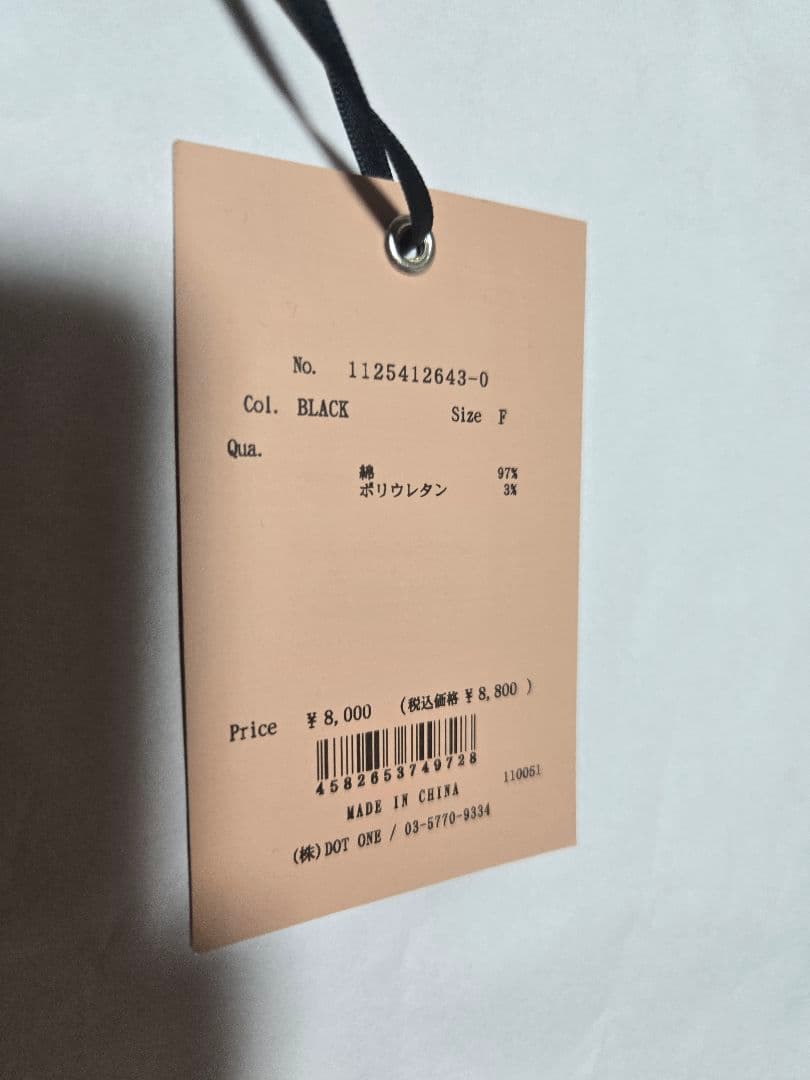 No. 1125412643-0
Col. BLACK Size F
Qua.
綿 97%
ポリウレタン 3%
Price ¥8,000 (税込価格¥8,800 )
4582653749728
110051
MADE IN CHINA
(株)DOT ONE / 03-5770-9334